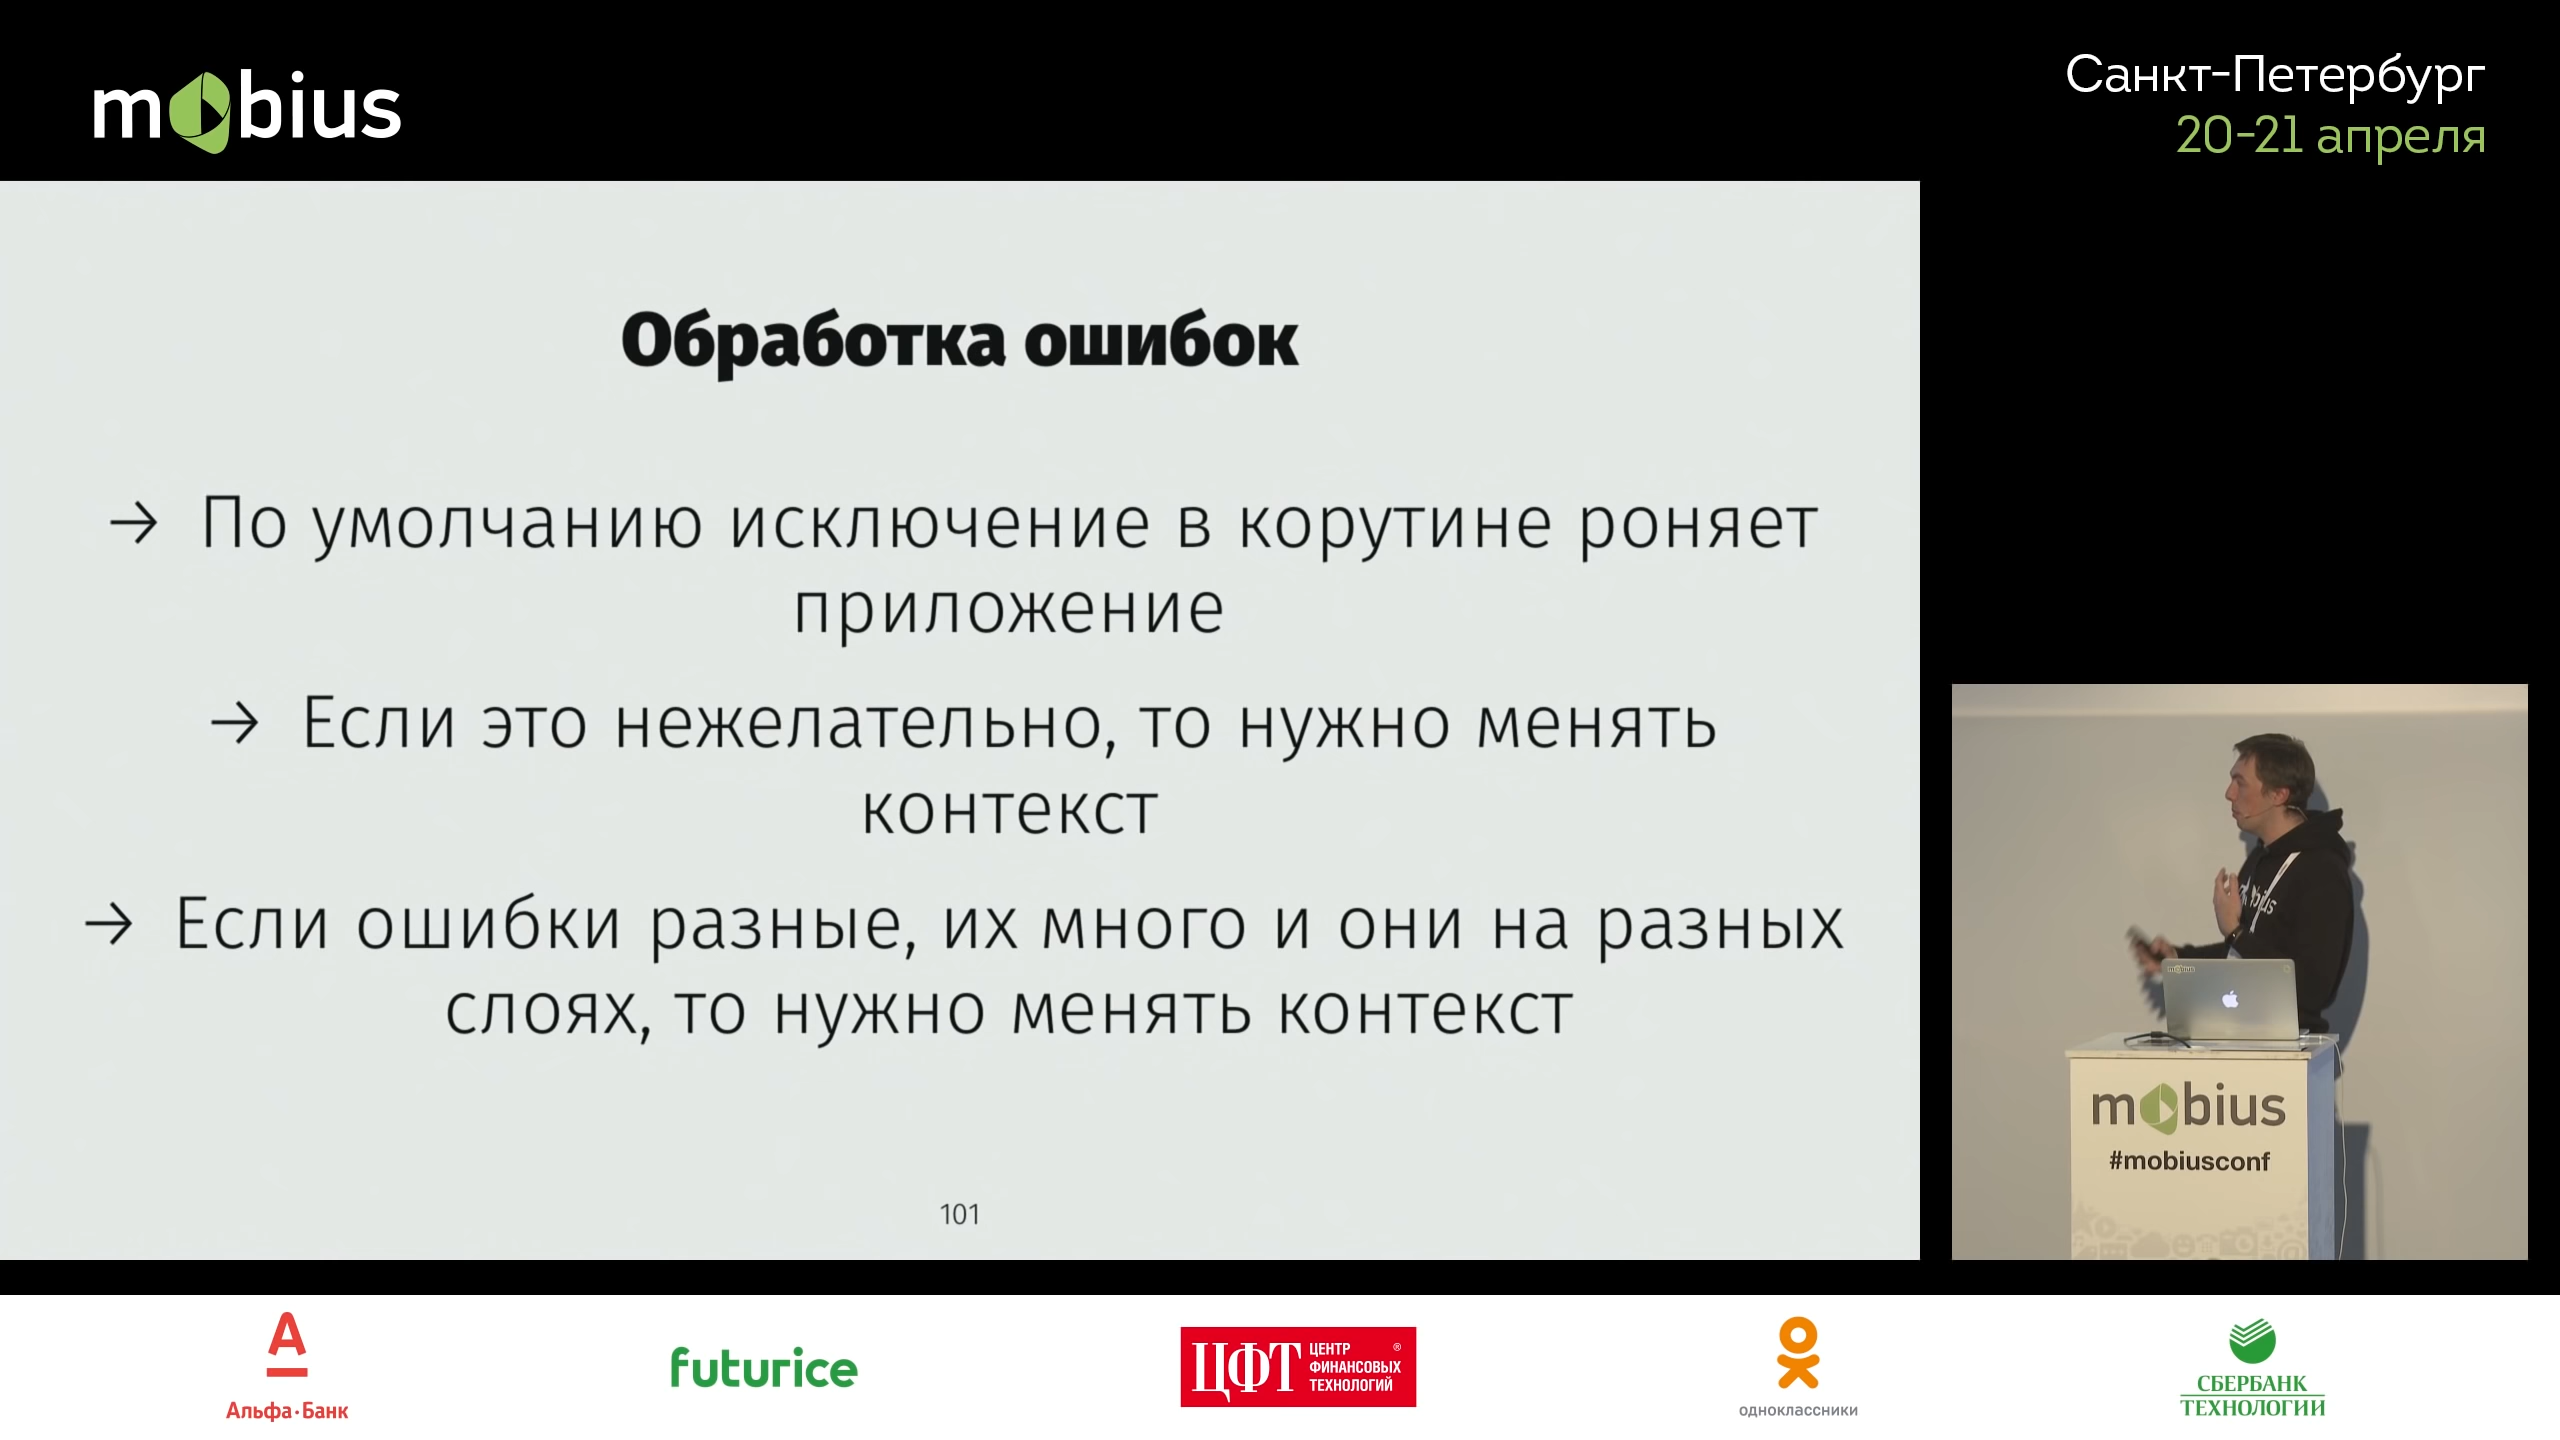 mobius
Санкт-Петербург
20-21 апреля
Обработка ошибок
→ По умолчанию исключение в корутине роняет
приложение
→ Если это нежелательно, то нужно менять
контекст
→ Если ошибки разные, их много и они на разных
слоях, то нужно менять контекст
101
mobius
#mobiusconf
А
Альфа·Банк
futurice
ЦФТ ЦЕНТР ®
ФИНАНСОВЫХ
ТЕХНОЛОГИЙ
одноклассники
СБЕРБАНК
ТЕХНОЛОГИИ